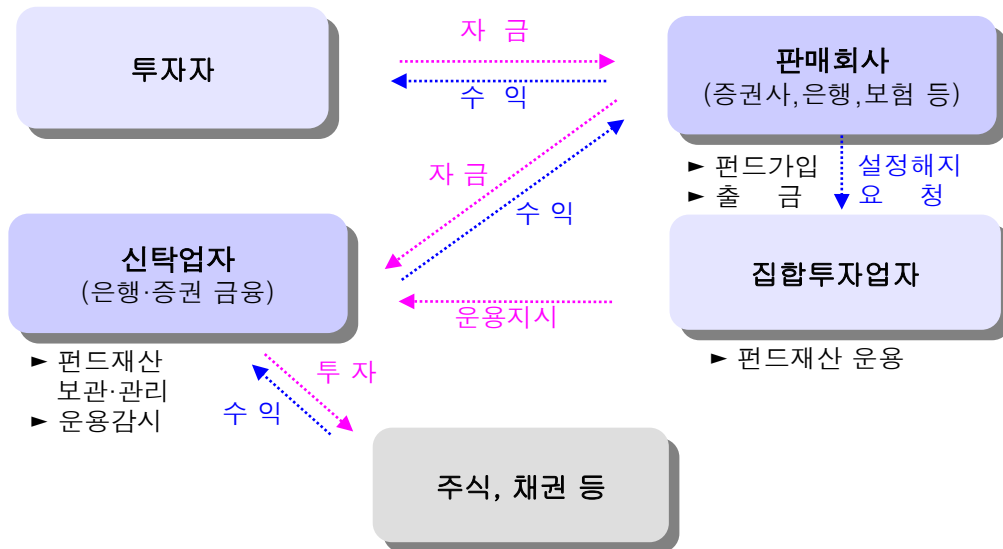 자 금
투자자
수 익
판매회사
(증권사,은행,보험 등)
► 펀드가입
► 출 금
설정해지
요 청
자 금
수 익
신탁업자
(은행·증권 금융)
집합투자업자
운용지시
► 펀드재산
보관·관리
► 운용감시
► 펀드재산 운용
투 자
수 익
주식, 채권 등